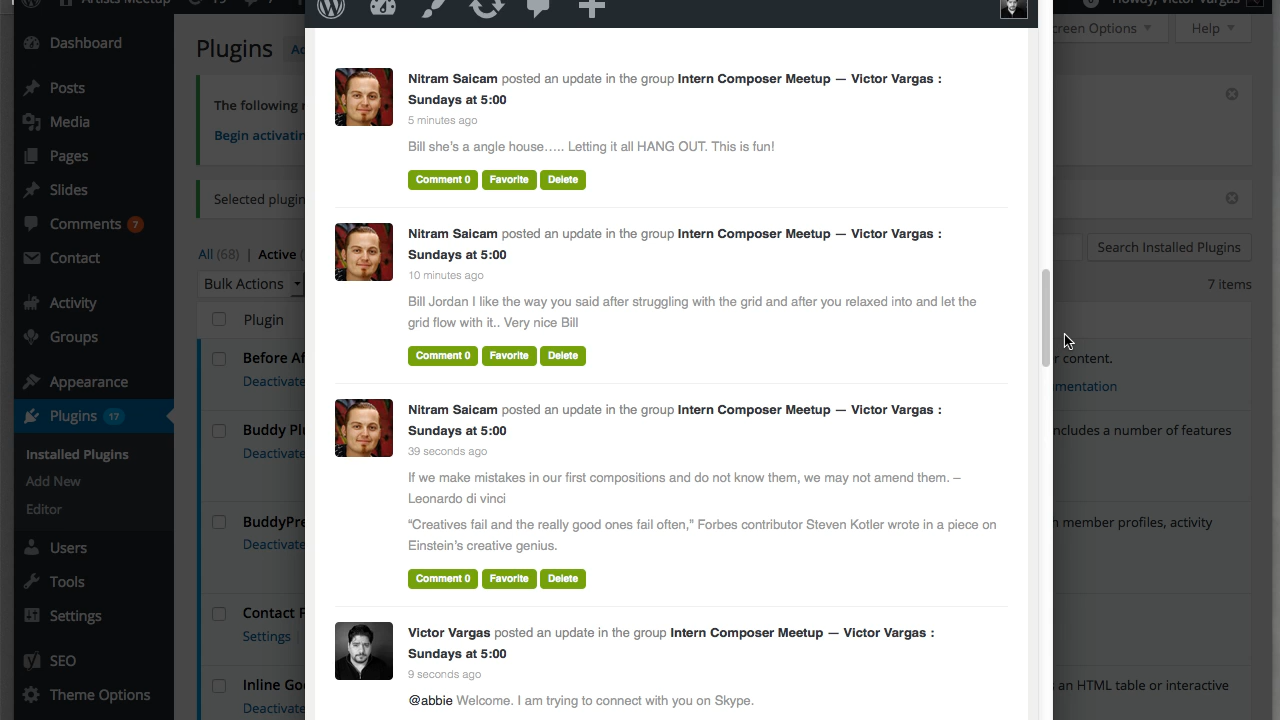 Artists Meetup
Howdy, Victor Vargas
Dashboard
Posts
Media
Pages
Slides
Comments 7
Contact
Activity
Groups
Appearance
Plugins 17
Installed Plugins
Add New
Editor
Users
Tools
Settings
SEO
Theme Options
Plugins
creen Options
Help
The following
Begin activatin
Selected plugin
All (68) | Active
Search Installed Plugins
Bulk Actions
7 items
Plugin
Before Af
Deactivate
r content.
mentation
Buddy Plu
Deactivate
ncludes a number of features
BuddyPre
Deactivate
n member profiles, activity
Contact F
Settings
Inline Goo
Deactivate
s an HTML table or interactive
Nitram Saicam posted an update in the group Intern Composer Meetup — Victor Vargas :
Sundays at 5:00
5 minutes ago
Bill she's a angle house..... Letting it all HANG OUT. This is fun!
Comment 0 Favorite Delete
Nitram Saicam posted an update in the group Intern Composer Meetup — Victor Vargas :
Sundays at 5:00
10 minutes ago
Bill Jordan I like the way you said after struggling with the grid and after you relaxed into and let the
grid flow with it.. Very nice Bill
Comment 0 Favorite Delete
Nitram Saicam posted an update in the group Intern Composer Meetup — Victor Vargas :
Sundays at 5:00
39 seconds ago
If we make mistakes in our first compositions and do not know them, we may not amend them. –
Leonardo di vinci
“Creatives fail and the really good ones fail often,” Forbes contributor Steven Kotler wrote in a piece on
Einstein's creative genius.
Comment 0 Favorite Delete
Victor Vargas posted an update in the group Intern Composer Meetup — Victor Vargas :
Sundays at 5:00
9 seconds ago
@abbie Welcome. I am trying to connect with you on Skype.